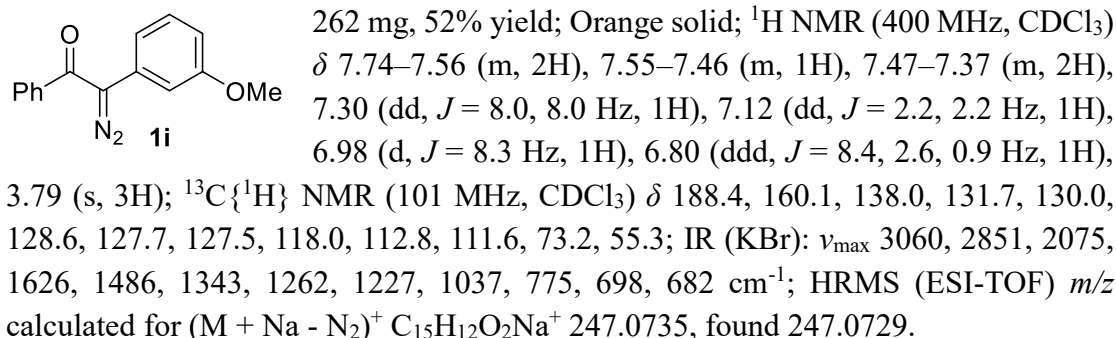 O
Ph
OMe
N₂ 1i
262 mg, 52% yield; Orange solid; ¹H NMR (400 MHz, CDCl₃)
δ 7.74–7.56 (m, 2H), 7.55–7.46 (m, 1H), 7.47–7.37 (m, 2H),
7.30 (dd, J = 8.0, 8.0 Hz, 1H), 7.12 (dd, J = 2.2, 2.2 Hz, 1H),
6.98 (d, J = 8.3 Hz, 1H), 6.80 (ddd, J = 8.4, 2.6, 0.9 Hz, 1H),
3.79 (s, 3H); ¹³C{¹H} NMR (101 MHz, CDCl₃) δ 188.4, 160.1, 138.0, 131.7, 130.0,
128.6, 127.7, 127.5, 118.0, 112.8, 111.6, 73.2, 55.3; IR (KBr): νmax 3060, 2851, 2075,
1626, 1486, 1343, 1262, 1227, 1037, 775, 698, 682 cm⁻¹; HRMS (ESI-TOF) m/z
calculated for (M + Na - N₂)⁺ C₁₅H₁₂O₂Na⁺ 247.0735, found 247.0729.